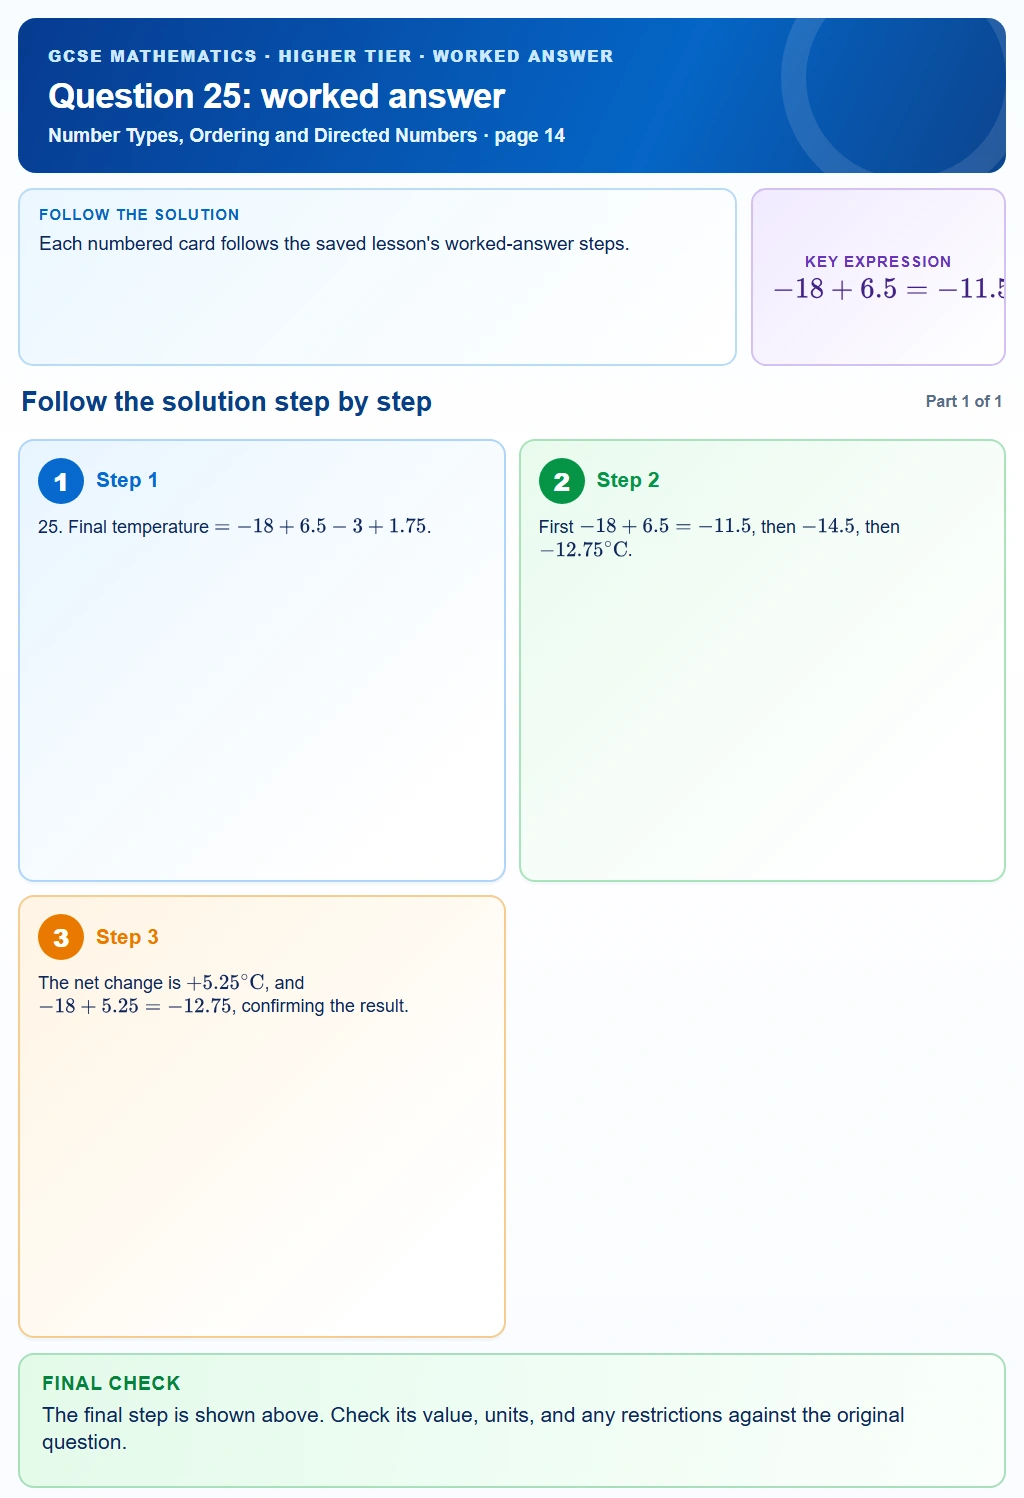 GCSE MATHEMATICS · HIGHER TIER · WORKED ANSWER
Question 25: worked answer
Number Types, Ordering and Directed Numbers · page 14
FOLLOW THE SOLUTION
Each numbered card follows the saved lesson's worked-answer steps.
KEY EXPRESSION
−18 + 6.5 = −11.5
Follow the solution step by step
Part 1 of 1
1 Step 1
25. Final temperature = −18 + 6.5 − 3 + 1.75.
2 Step 2
First −18 + 6.5 = −11.5, then −14.5, then
−12.75°C.
3 Step 3
The net change is +5.25°C, and
−18 + 5.25 = −12.75, confirming the result.
FINAL CHECK
The final step is shown above. Check its value, units, and any restrictions against the original
question.